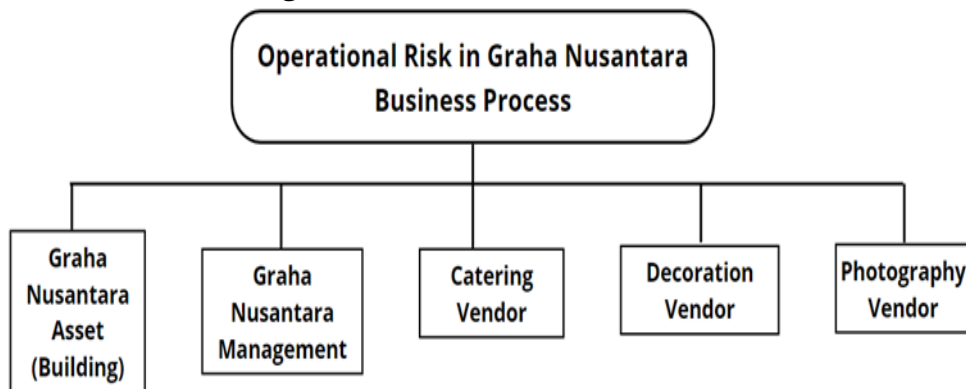 Operational Risk in Graha Nusantara
Business Process
Graha
Nusantara
Asset
(Building)
Graha
Nusantara
Management
Catering
Vendor
Decoration
Vendor
Photography
Vendor